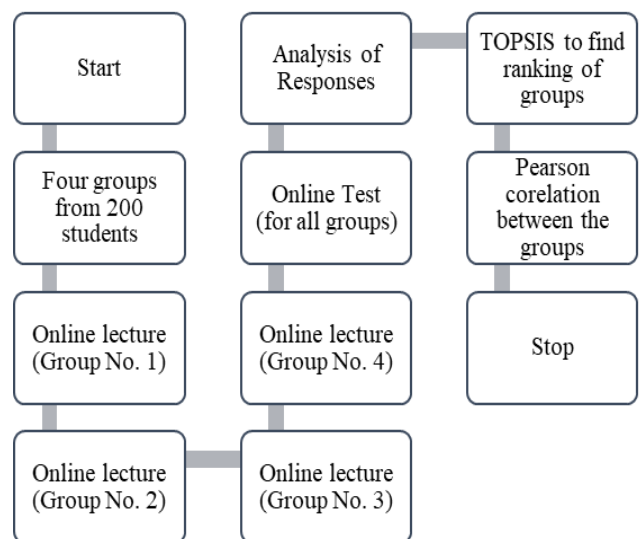 Start
Four groups
from 200
students
Online lecture
(Group No. 1)
Online lecture
(Group No. 2)
Online lecture
(Group No. 3)
Online lecture
(Group No. 4)
Online Test
(for all groups)
Analysis of
Responses
TOPSIS to find
ranking of
groups
Pearson
corelation
between the
groups
Stop